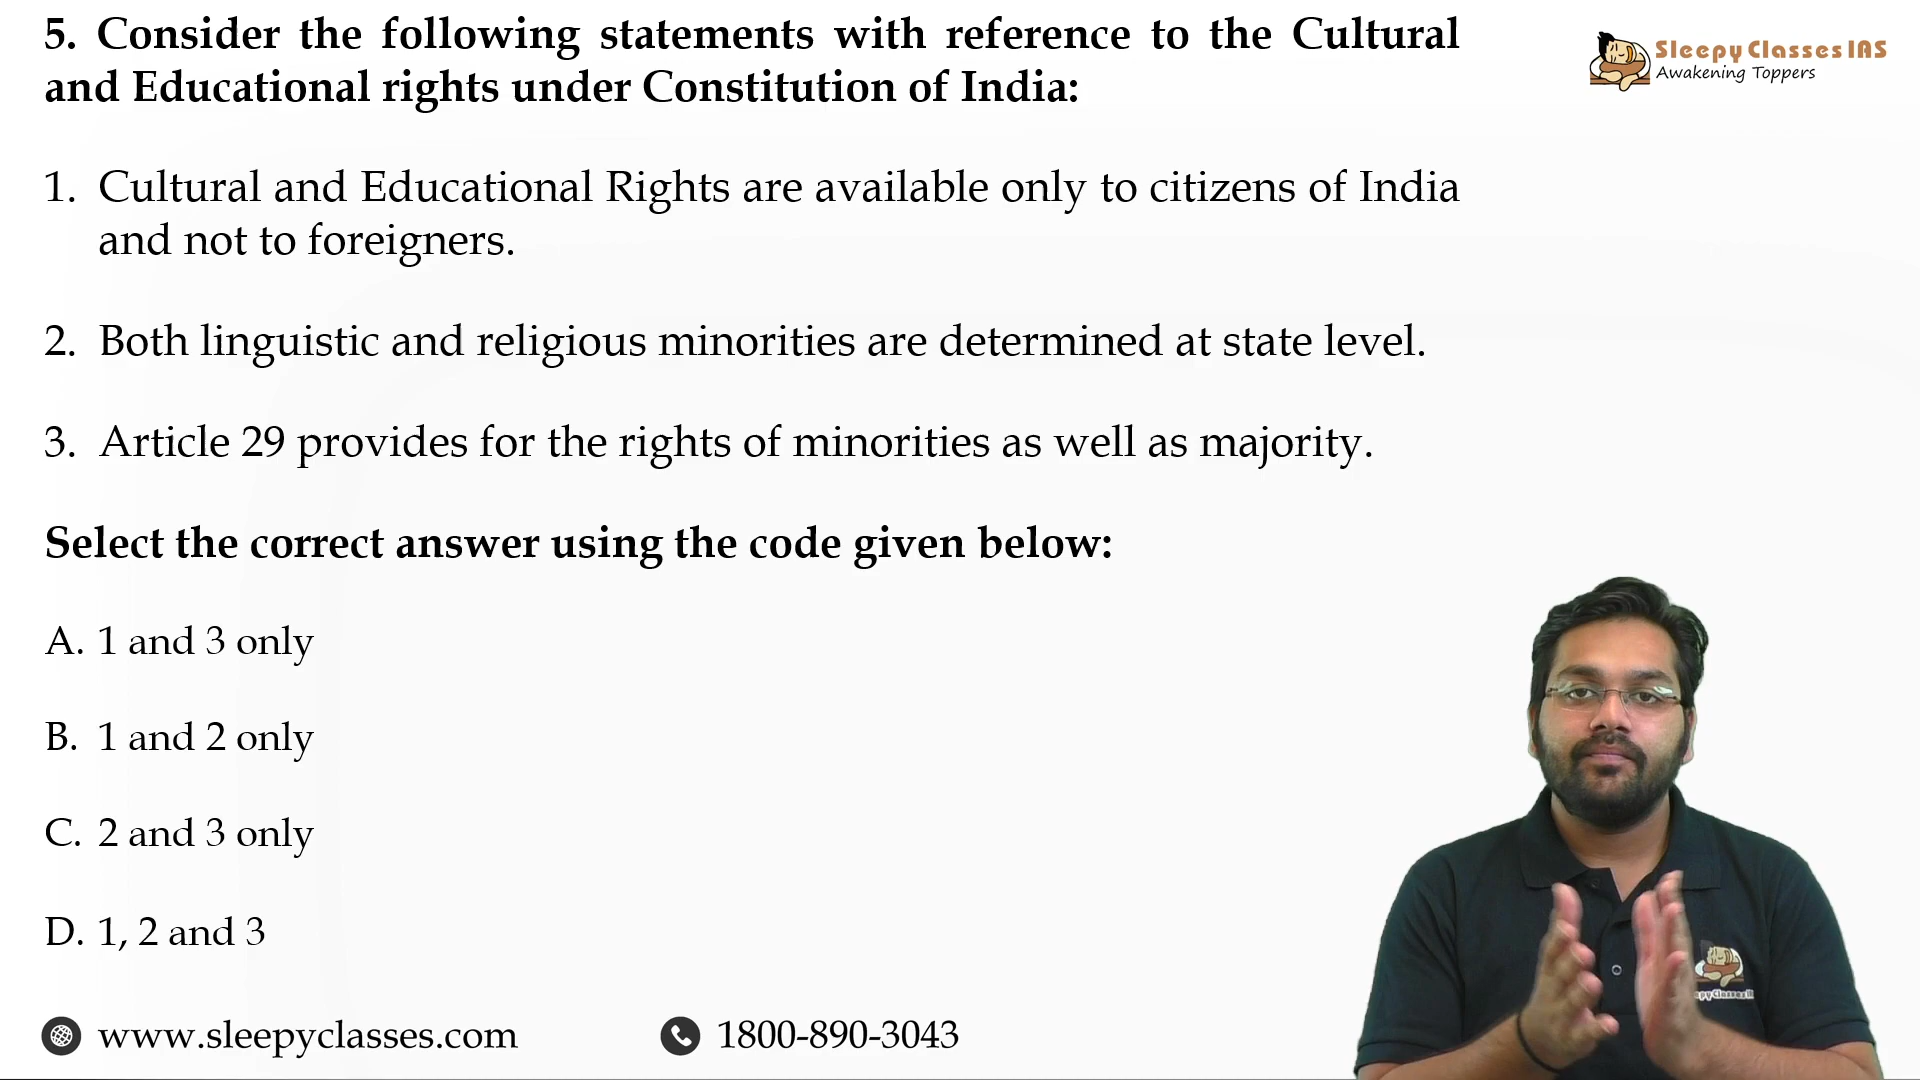 5. Consider the following statements with reference to the Cultural
and Educational rights under Constitution of India:
Sleepy Classes IAS
Awakening Toppers
1. Cultural and Educational Rights are available only to citizens of India
and not to foreigners.
2. Both linguistic and religious minorities are determined at state level.
3. Article 29 provides for the rights of minorities as well as majority.
Select the correct answer using the code given below:
A. 1 and 3 only
B. 1 and 2 only
C. 2 and 3 only
D. 1, 2 and 3
www.sleepyclasses.com
1800-890-3043